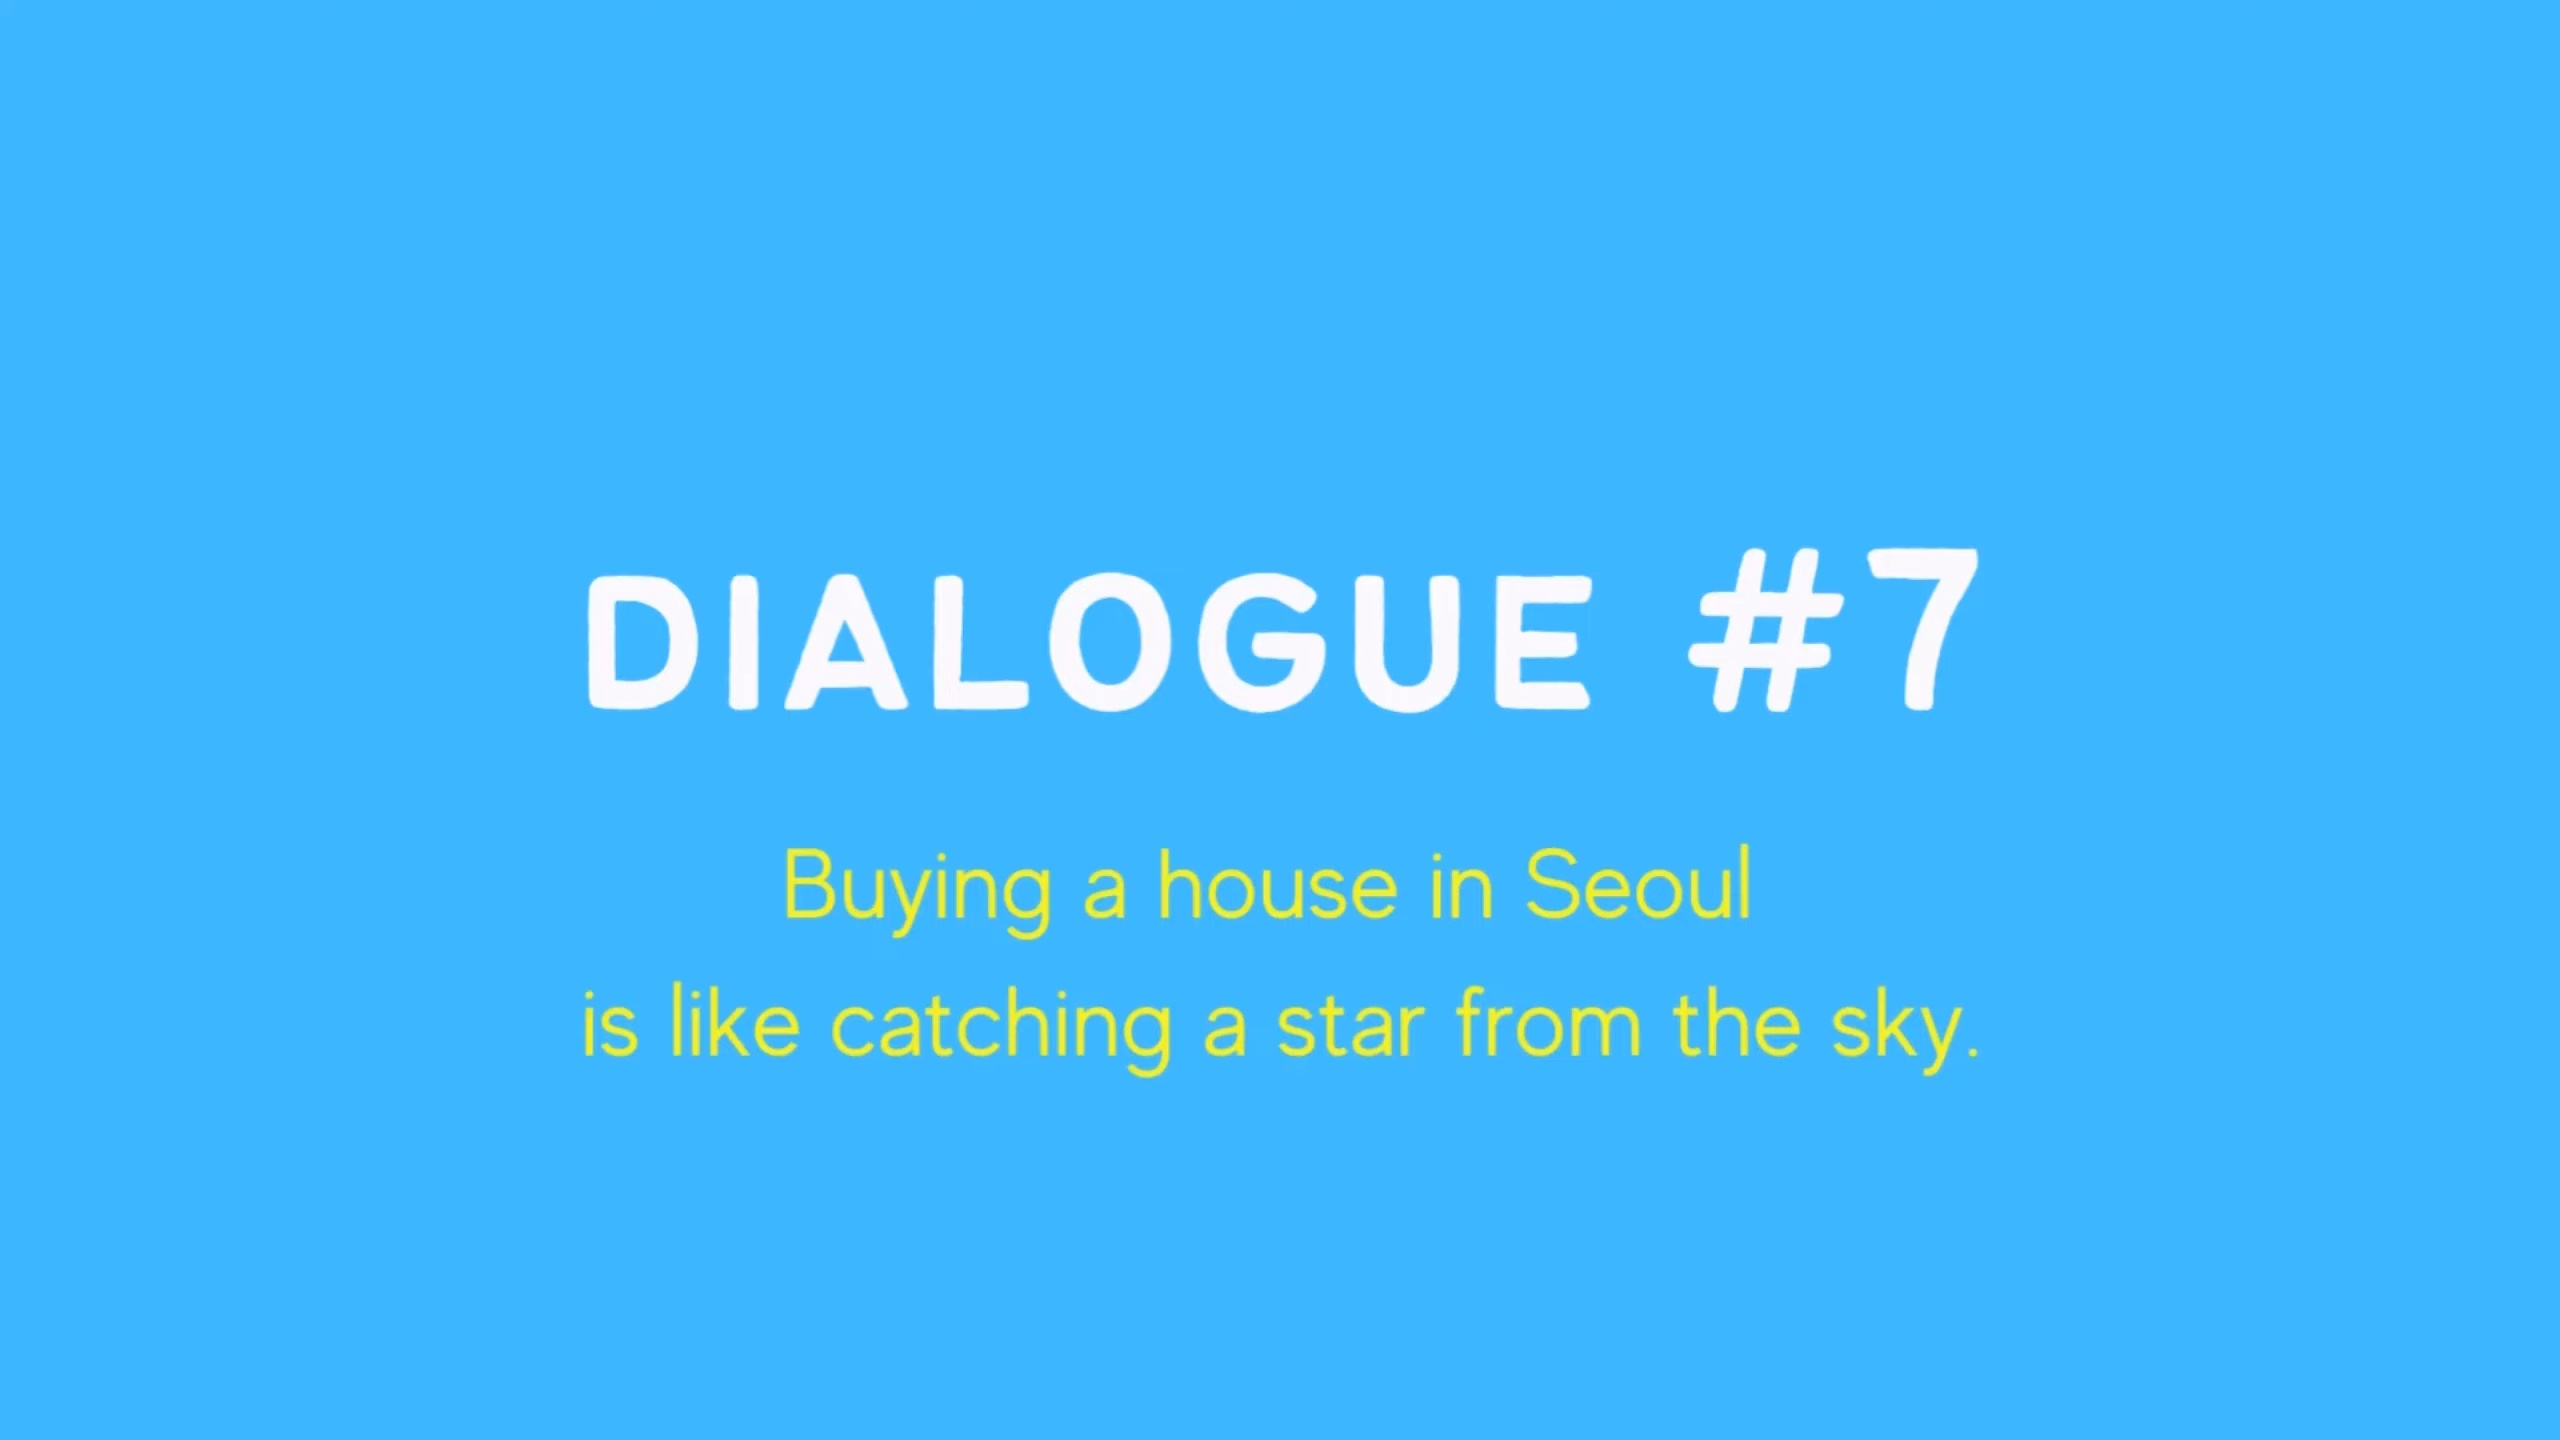 DIALOGUE #7
Buying a house in Seoul
is like catching a star from the sky.